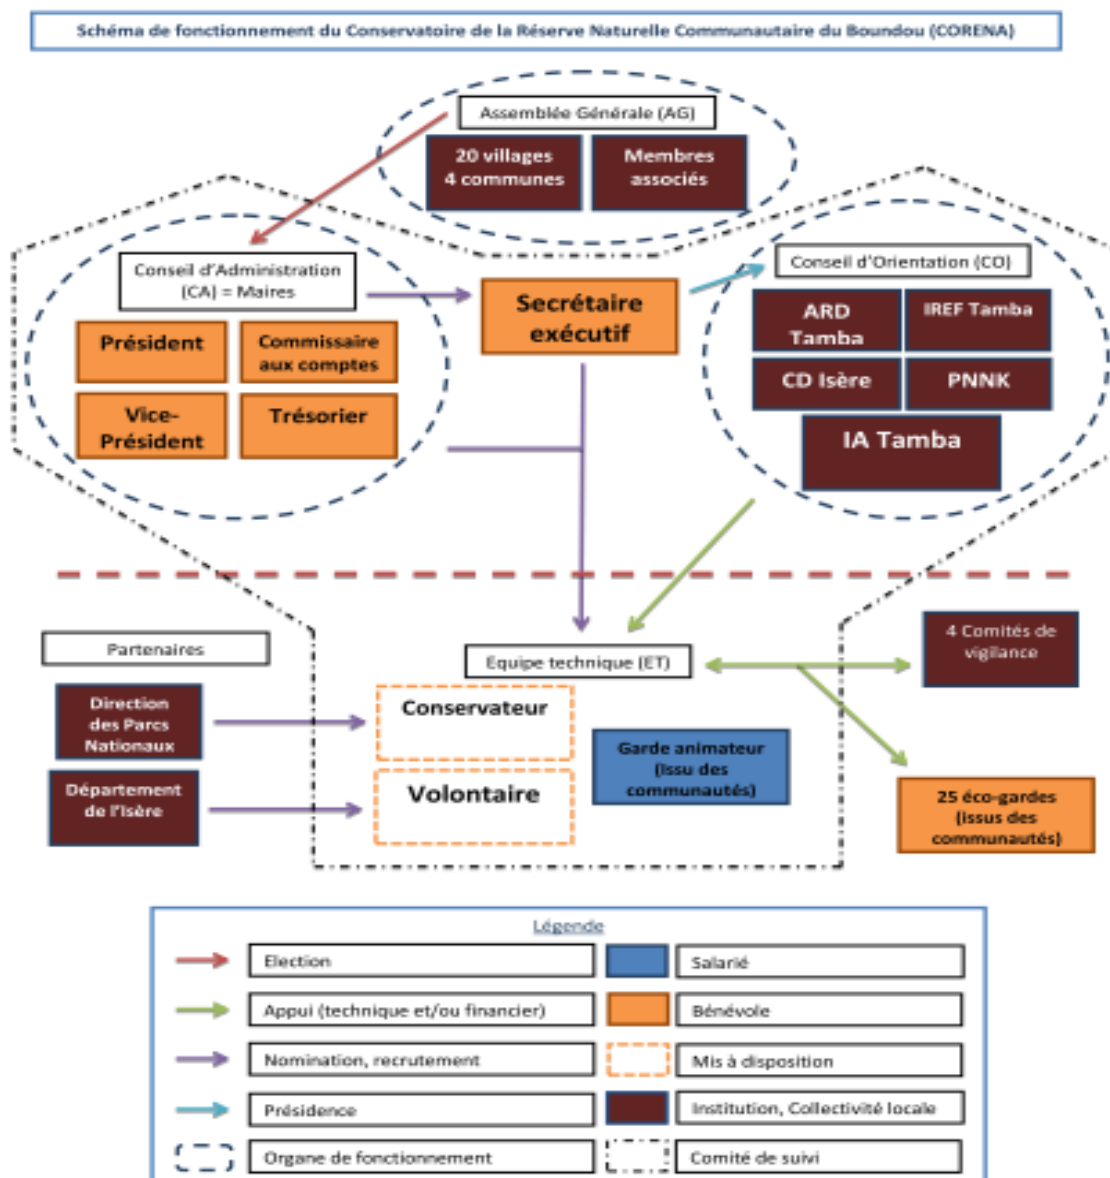 Schéma de fonctionnement du Conservatoire de la Réserve Naturelle Communautaire du Boundou (CORENA)
Assemblée Générale (AG)
20 villages
4 communes
Membres
associés
Conseil d'Administration
(CA) = Maires
Président
Commissaire
aux comptes
Vice-
Président
Trésorier
Secrétaire
exécutif
Conseil d'Orientation (CO)
ARD
Tamba
IREF Tamba
CD Isère
PNNK
IA Tamba
Partenaires
Direction
des Parcs
Nationaux
Département
de l'Isère
Equipe technique (ET)
Conservateur
Volontaire
Garde animateur
(Issu des
communautés)
4 Comités de
vigilance
25 éco-gardes
(issus des
communautés)
Légende
Election
Salarié
Appui (technique et/ou financier)
Bénévole
Nomination, recrutement
Mis à disposition
Présidence
Institution, Collectivité locale
Organe de fonctionnement
Comité de suivi